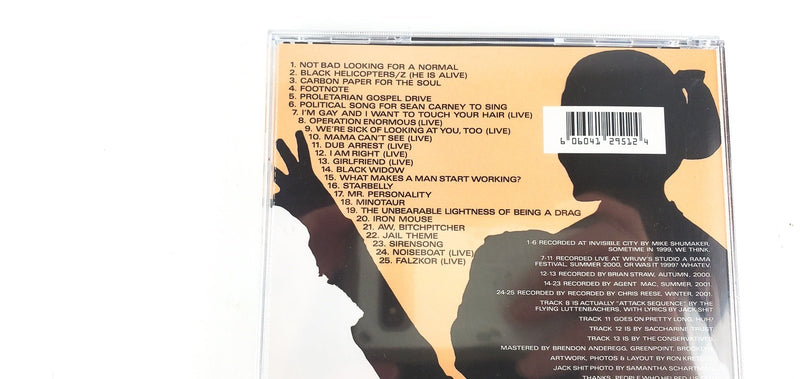 1. NOT BAD LOOKING FOR A NORMAL
2. BLACK HELICOPTERS/Z (HE IS ALIVE)
3. CARBON PAPER FOR THE SOUL
4. FOOTNOTE
5. PROLETARIAN GOSPEL DRIVE
6. POLITICAL SONG FOR SEAN CARNEY TO SING
7. I'M GAY AND I WANT TO TOUCH YOUR HAIR (LIVE)
8. OPERATION ENORMOUS (LIVE)
9. WE'RE SICK OF LOOKING AT YOU, TOO (LIVE)
10. MAMA CAN'T SEE (LIVE)
11. DUB ARREST (LIVE)
12. I AM RIGHT (LIVE)
13. GIRLFRIEND (LIVE)
14. BLACK WIDOW
15. WHAT MAKES A MAN START WORKING?
16. STARBELLY
17. MR. PERSONALITY
18. MINOTAUR
19. THE UNBEARABLE LIGHTNESS OF BEING A DRAG
20. IRON MOUSE
21. AW, BITCHPITCHER
22. JAIL THEME
23. SIRENSONG
24. NOISEBOAT (LIVE)
25. FALZKOR (LIVE)
6 06041 29512 4
1-6 RECORDED AT INVISIBLE CITY BY MIKE SHUMAKER,
SOMETIME IN 1999, WE THINK.
7-11 RECORDED LIVE AT WRUW'S STUDIO A RAMA
FESTIVAL, SUMMER 2000, OR WAS IT 1999? WHATEV.
12-13 RECORDED BY BRIAN STRAW, AUTUMN, 2000.
14-23 RECORDED BY AGENT MAC, SUMMER, 2001.
24-25 RECORDED BY RECORDED BY CHRIS REESE, WINTER, 2001.
TRACK 8 IS ACTUALLY "ATTACK SEQUENCE" BY THE
FLYING LUTTENBACHERS, WITH LYRICS BY JACK SHIT
TRACK 11 GOES ON PRETTY LONG, HUH?
TRACK 12 IS BY SACCHARINE TRUST
TRACK 13 IS BY THE CONSERVATIVES
MASTERED BY BRENDON ANDEREGG, GREENPOINT, BROOKLYN
ARTWORK, PHOTOS & LAYOUT BY RON
JACK SHIT PHOTO BY SAMANTHA SCHARTMAN
THANKS, PEOPLE WHO HELPED US